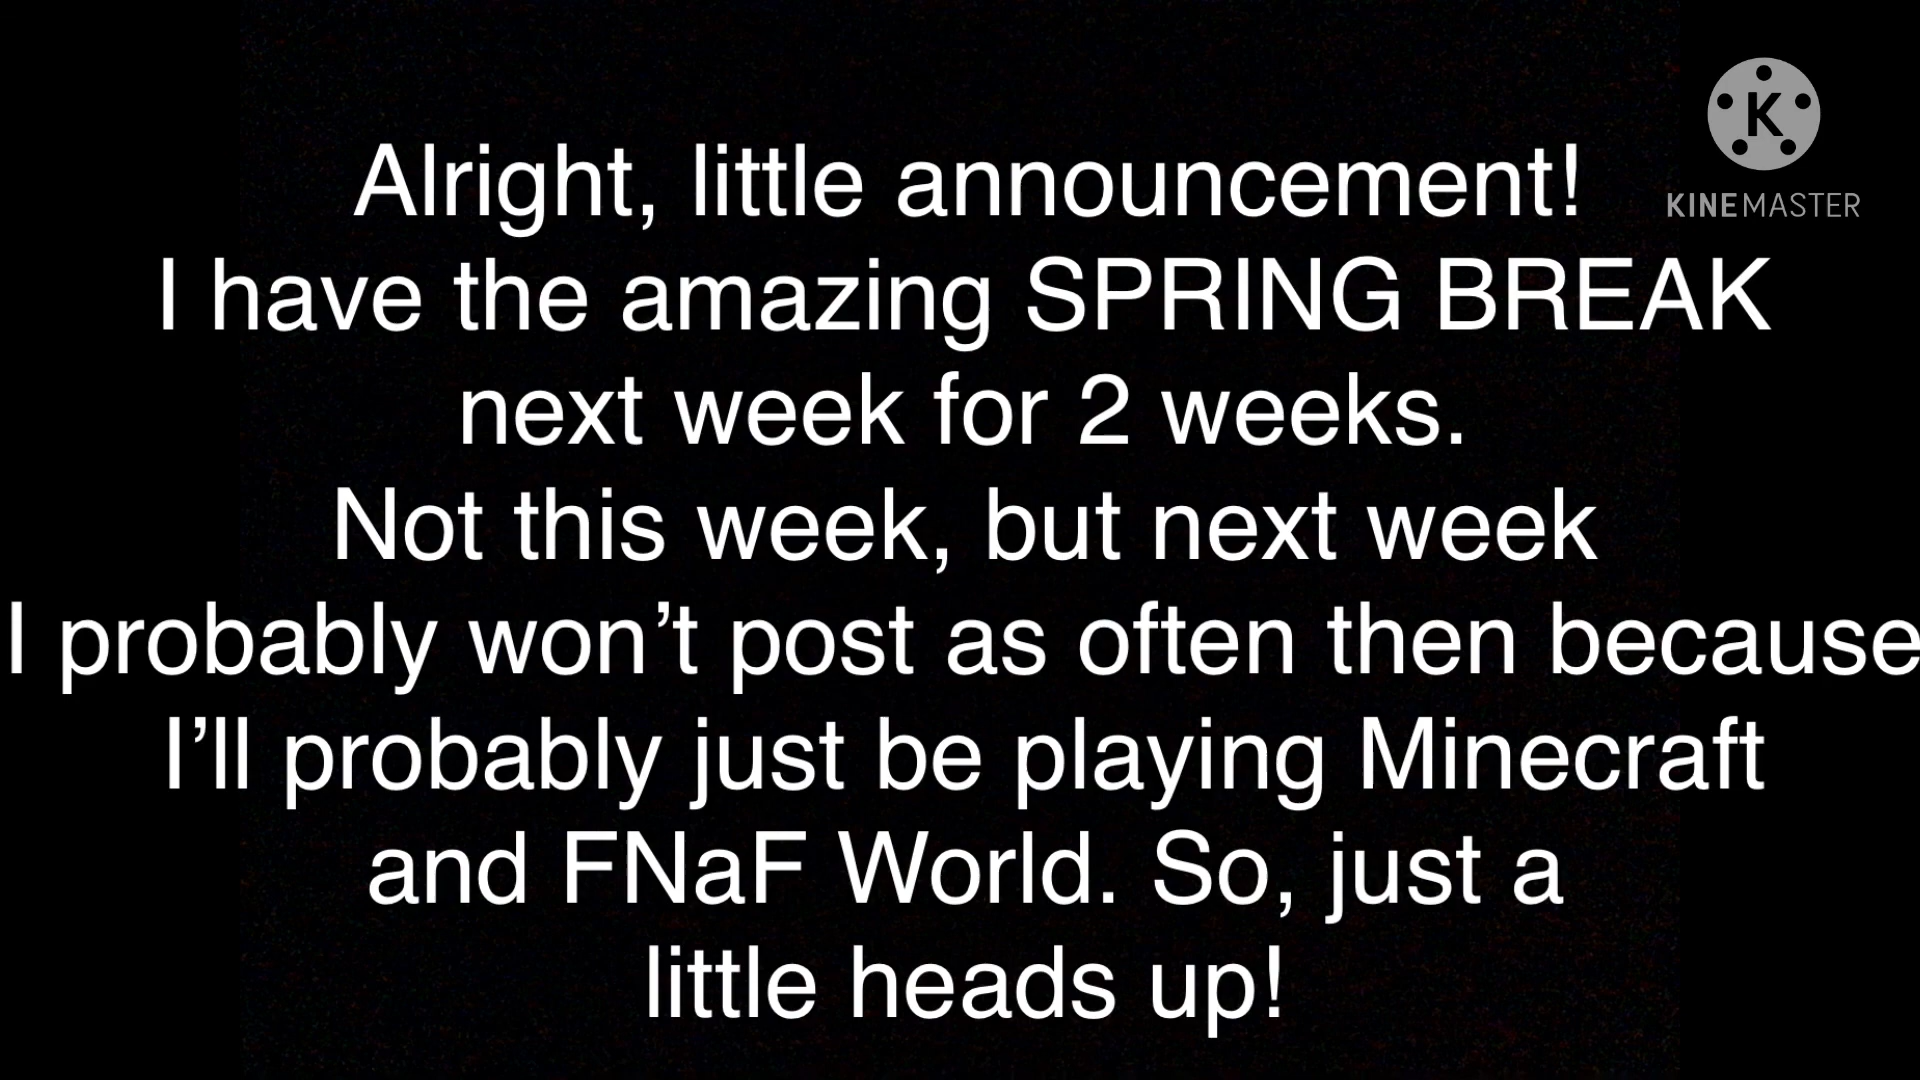 K
KINEMASTER
Alright, little announcement!
I have the amazing SPRING BREAK
next week for 2 weeks.
Not this week, but next week
I probably won’t post as often then because
I’ll probably just be playing Minecraft
and FNaF World. So, just a
little heads up!